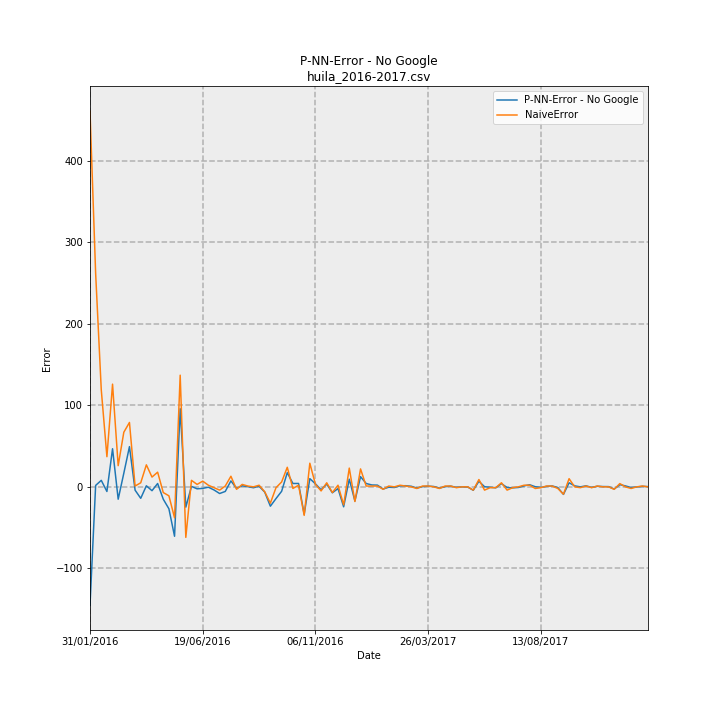 P-NN-Error - No Google
huila_2016-2017.csv
P-NN-Error - No Google
NaiveError
400
300
200
100
0
−100
Error
31/01/2016 19/06/2016 06/11/2016 26/03/2017 13/08/2017
Date